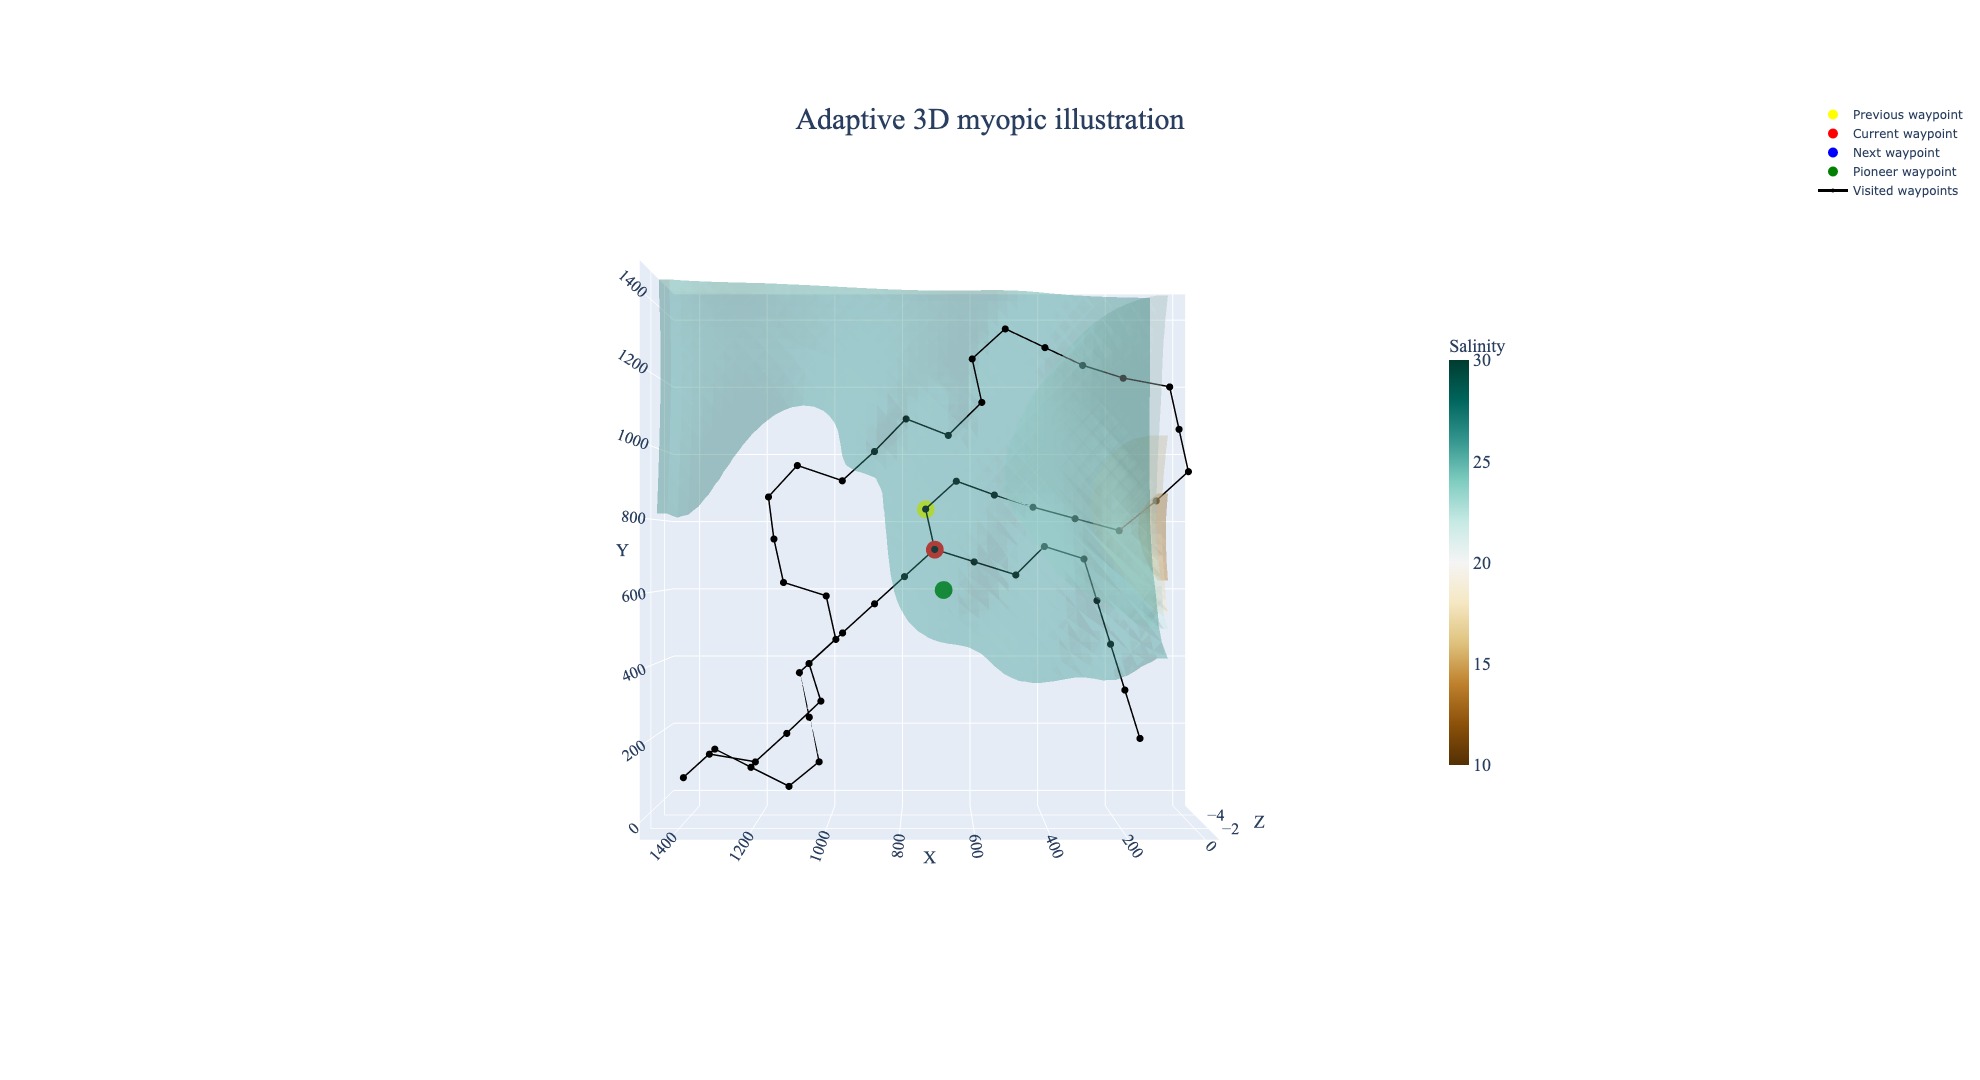 Adaptive 3D myopic illustration
Previous waypoint
Current waypoint
Next waypoint
Pioneer waypoint
Visited waypoints
Salinity
30
25
20
15
10
1400
1200
1000
800
Y
600
400
200
0
1400
1200
1000
800
600
400
200
0
X
−4
−2
Z